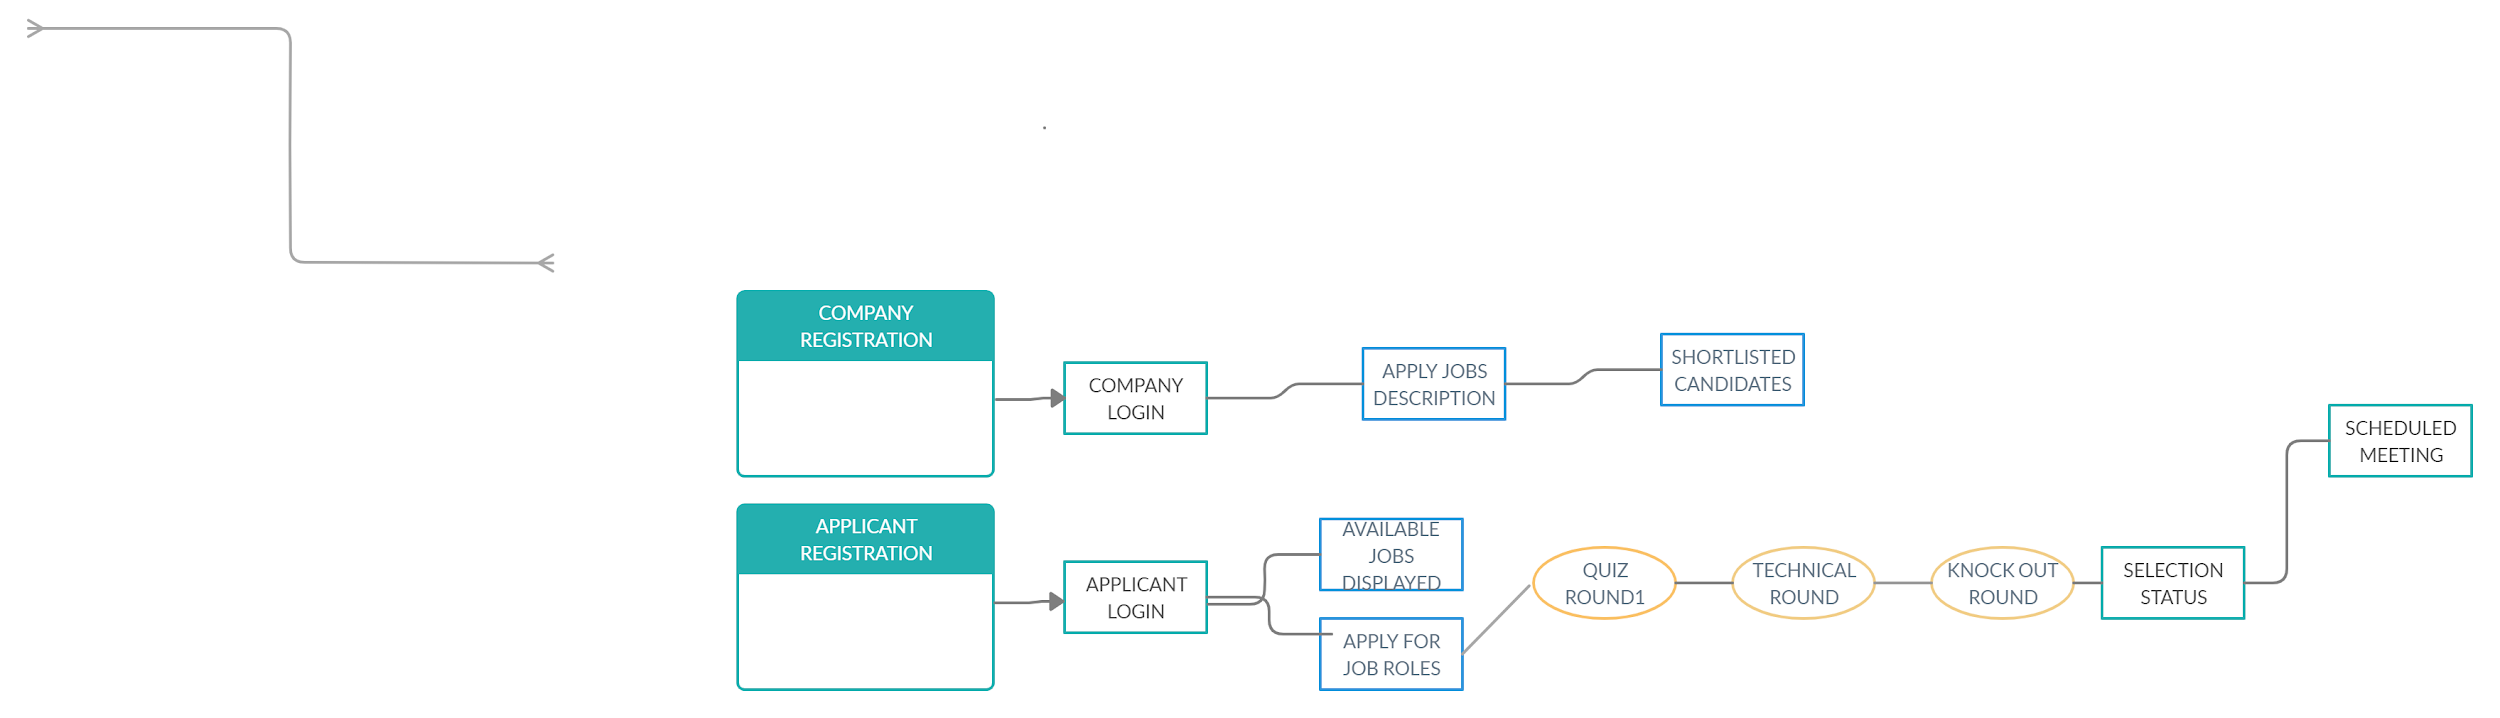 COMPANY
REGISTRATION
COMPANY
LOGIN
APPLY JOBS
DESCRIPTION
SHORTLISTED
CANDIDATES
SCHEDULED
MEETING
APPLICANT
REGISTRATION
APPLICANT
LOGIN
AVAILABLE
JOBS
DISPLAYED
APPLY FOR
JOB ROLES
QUIZ
ROUND1
TECHNICAL
ROUND
KNOCK OUT
ROUND
SELECTION
STATUS